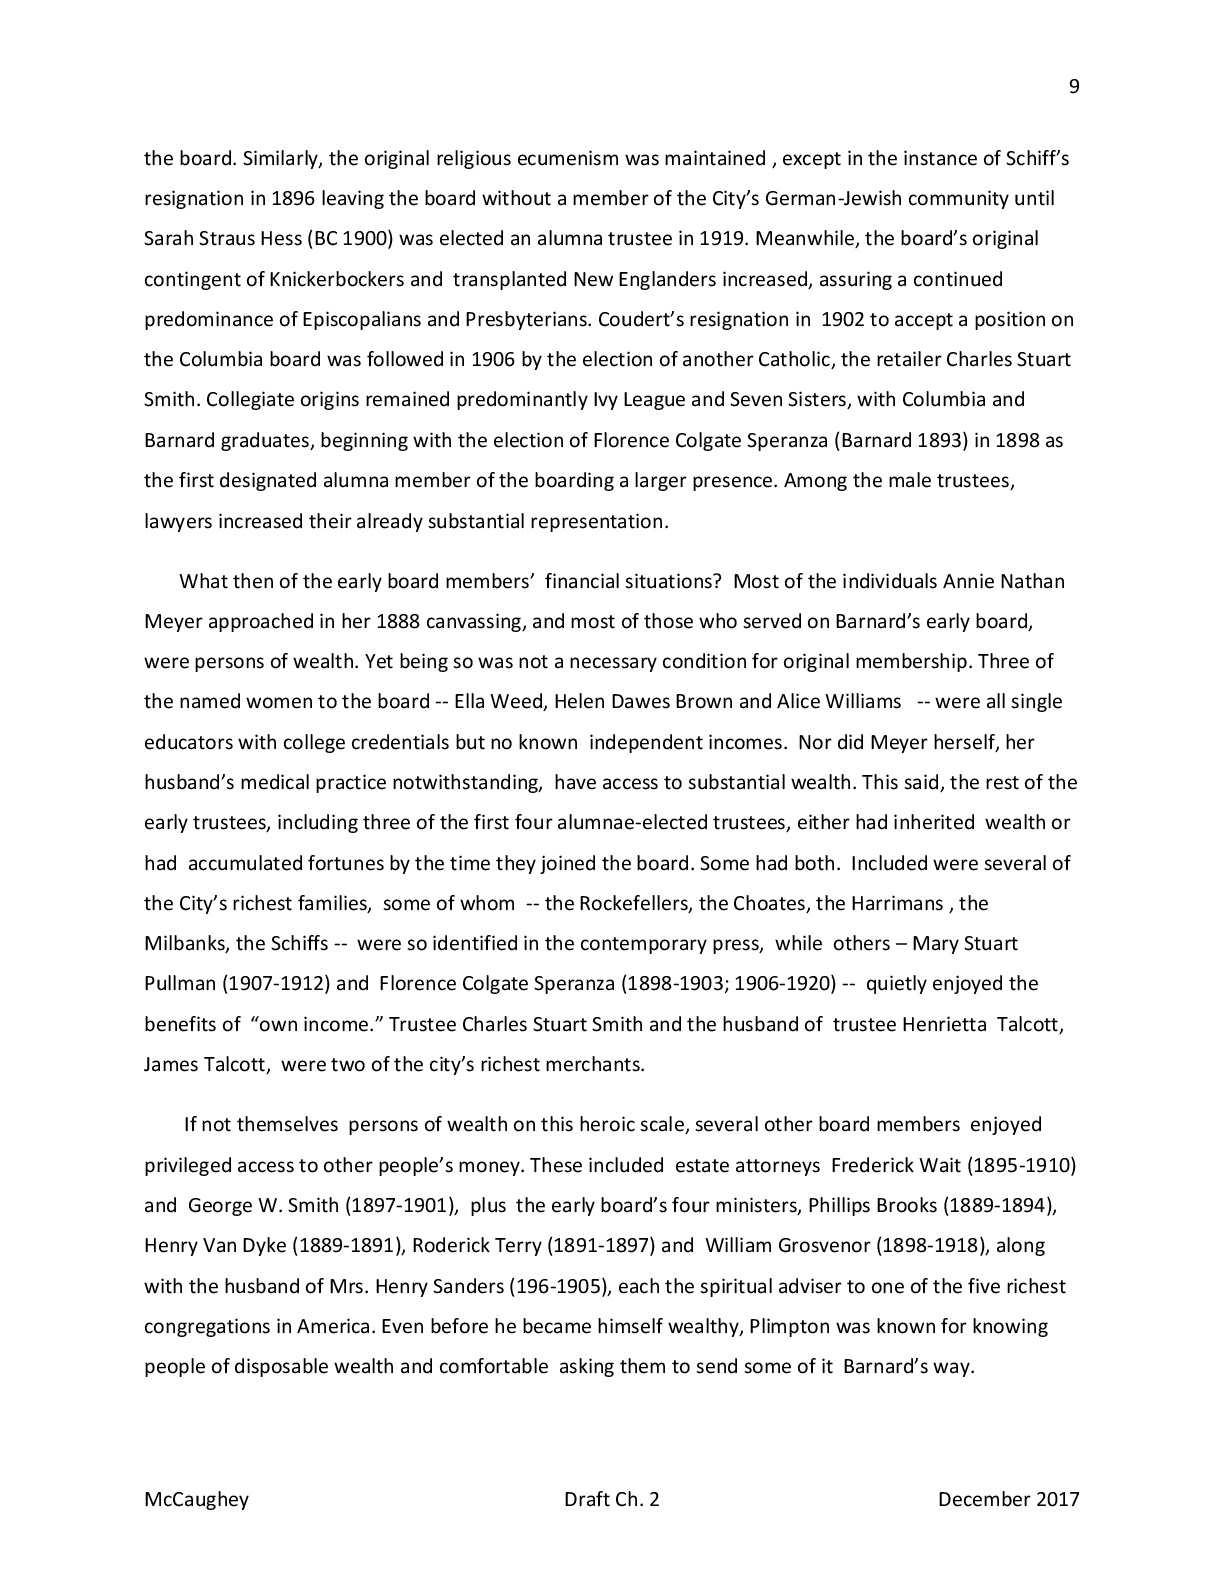 9
the board. Similarly, the original religious ecumenism was maintained , except in the instance of Schiff’s
resignation in 1896 leaving the board without a member of the City’s German-Jewish community until
Sarah Straus Hess (BC 1900) was elected an alumna trustee in 1919. Meanwhile, the board’s original
contingent of Knickerbockers and  transplanted New Englanders increased, assuring a continued
predominance of Episcopalians and Presbyterians. Coudert’s resignation in  1902 to accept a position on
the Columbia board was followed in 1906 by the election of another Catholic, the retailer Charles Stuart
Smith. Collegiate origins remained predominantly Ivy League and Seven Sisters, with Columbia and
Barnard graduates, beginning with the election of Florence Colgate Speranza (Barnard 1893) in 1898 as
the first designated alumna member of the boarding a larger presence. Among the male trustees,
lawyers increased their already substantial representation.
What then of the early board members’  financial situations?  Most of the individuals Annie Nathan
Meyer approached in her 1888 canvassing, and most of those who served on Barnard’s early board,
were persons of wealth. Yet being so was not a necessary condition for original membership. Three of
the named women to the board -- Ella Weed, Helen Dawes Brown and Alice Williams   -- were all single
educators with college credentials but no known  independent incomes.  Nor did Meyer herself, her
husband’s medical practice notwithstanding,  have access to substantial wealth. This said, the rest of the
early trustees, including three of the first four alumnae-elected trustees, either had inherited  wealth or
had  accumulated fortunes by the time they joined the board. Some had both.  Included were several of
the City’s richest families,  some of whom  -- the Rockefellers, the Choates, the Harrimans , the
Milbanks, the Schiffs --  were so identified in the contemporary press,  while  others – Mary Stuart
Pullman (1907-1912) and  Florence Colgate Speranza (1898-1903; 1906-1920) --  quietly enjoyed the
benefits of  “own income.” Trustee Charles Stuart Smith and the husband of  trustee Henrietta  Talcott,
James Talcott,  were two of the city’s richest merchants.
If not themselves  persons of wealth on this heroic scale, several other board members  enjoyed
privileged access to other people’s money. These included  estate attorneys  Frederick Wait (1895-1910)
and  George W. Smith (1897-1901),  plus  the early board’s four ministers, Phillips Brooks (1889-1894),
Henry Van Dyke (1889-1891), Roderick Terry (1891-1897) and  William Grosvenor (1898-1918), along
with the husband of Mrs. Henry Sanders (196-1905), each the spiritual adviser to one of the five richest
congregations in America. Even before he became himself wealthy, Plimpton was known for knowing
people of disposable wealth and comfortable  asking them to send some of it  Barnard’s way.
McCaughey Draft Ch. 2 December 2017